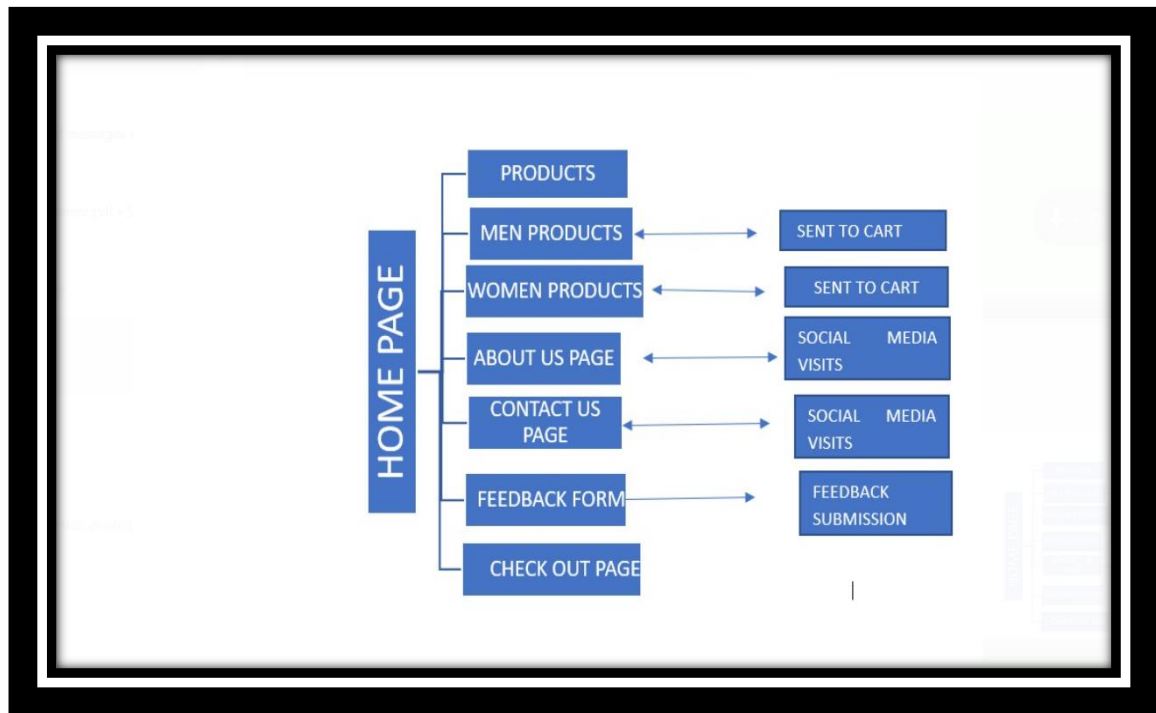 HOME PAGE
PRODUCTS
MEN PRODUCTS
SENT TO CART
WOMEN PRODUCTS
SENT TO CART
ABOUT US PAGE
SOCIAL MEDIA
VISITS
CONTACT US
PAGE
SOCIAL MEDIA
VISITS
FEEDBACK FORM
FEEDBACK
SUBMISSION
CHECK OUT PAGE